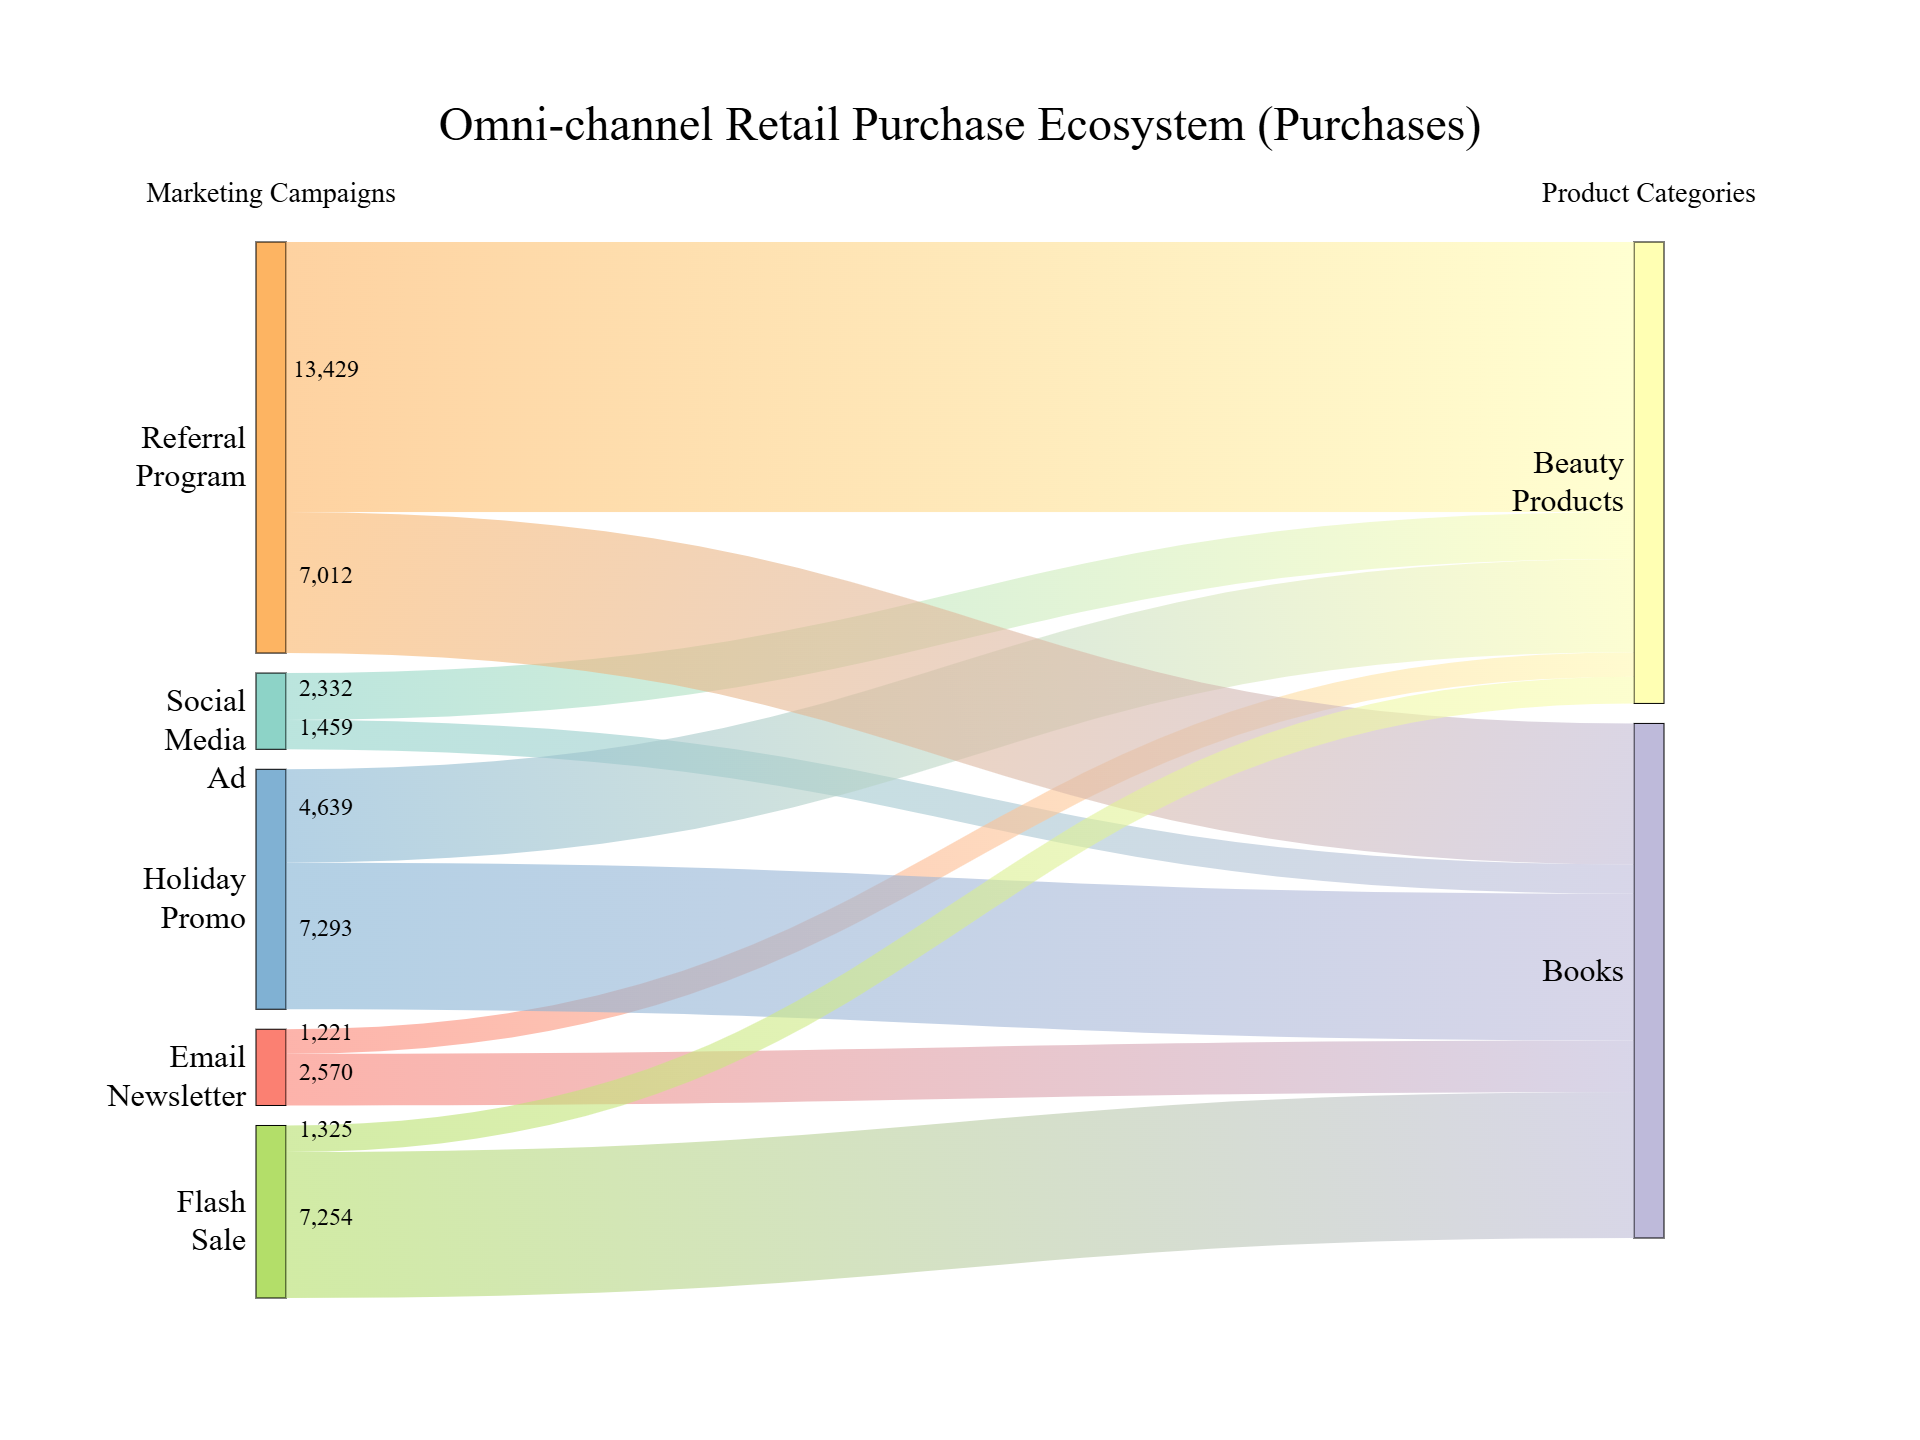 Omni-channel Retail Purchase Ecosystem (Purchases)
Marketing Campaigns
Product Categories
13,429
Referral
Program
Beauty
Products
7,012
Social
Media
Ad
2,332
1,459
4,639
Holiday
Promo
7,293
Books
1,221
Email
Newsletter
2,570
1,325
Flash
Sale
7,254